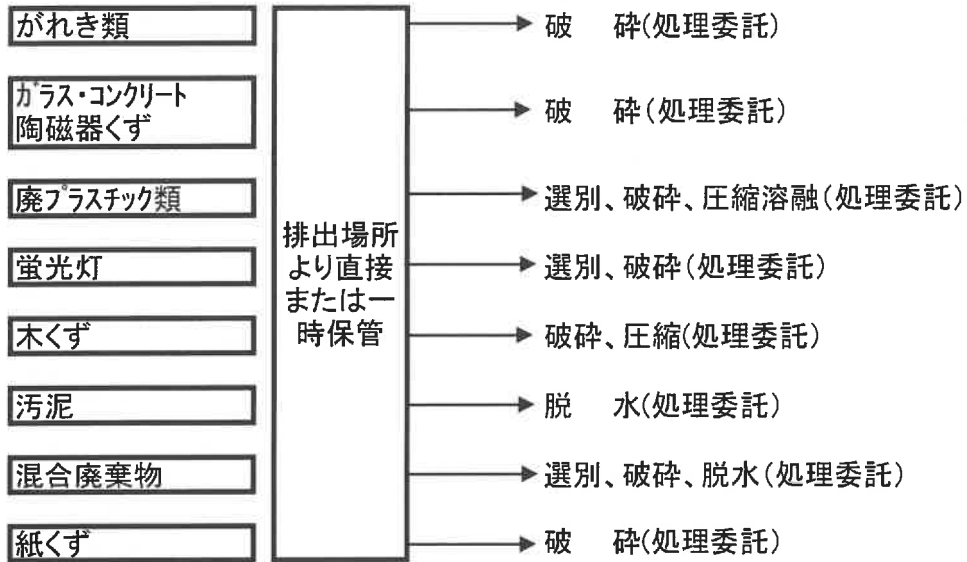 がれき類
ガラス・コンクリート
陶磁器くず
廃プラスチック類
蛍光灯
木くず
汚泥
混合廃棄物
紙くず
排出場所
より直接
または一
時保管
破　砕(処理委託)
破　砕(処理委託)
選別、破砕、圧縮溶融(処理委託)
選別、破砕(処理委託)
破砕、圧縮(処理委託)
脱　水(処理委託)
選別、破砕、脱水(処理委託)
破　砕(処理委託)